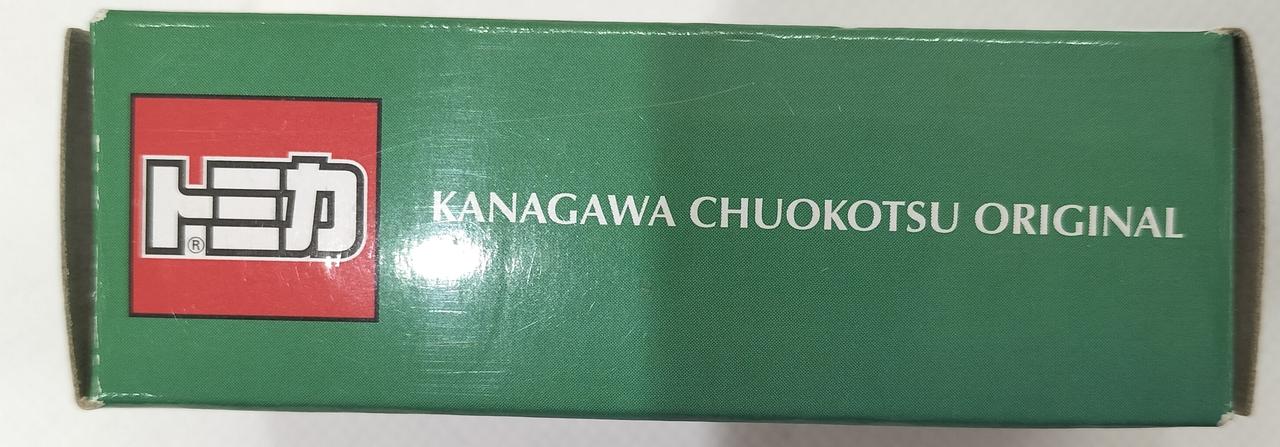 トミカ
®
KANAGAWA CHUOKOTSU ORIGINAL